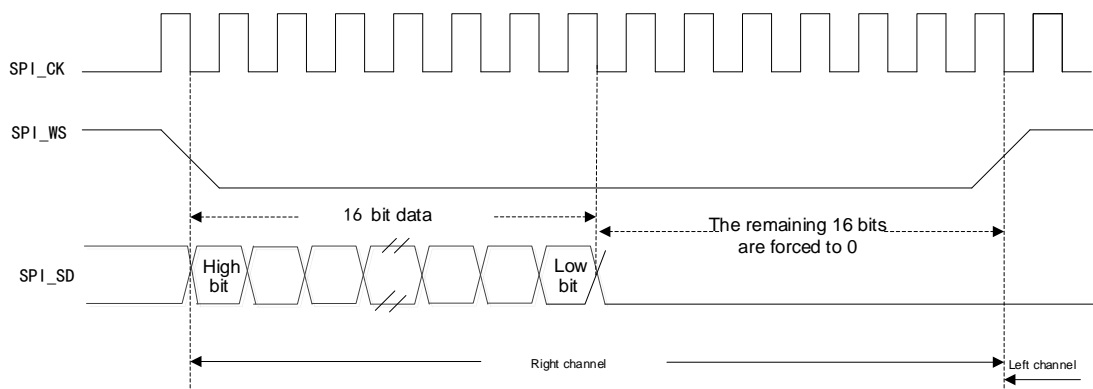 SPI_CK
SPI_WS
16 bit data
The remaining 16 bits
are forced to 0
SPI_SD
High
bit
Low
bit
Right channel
Left channel